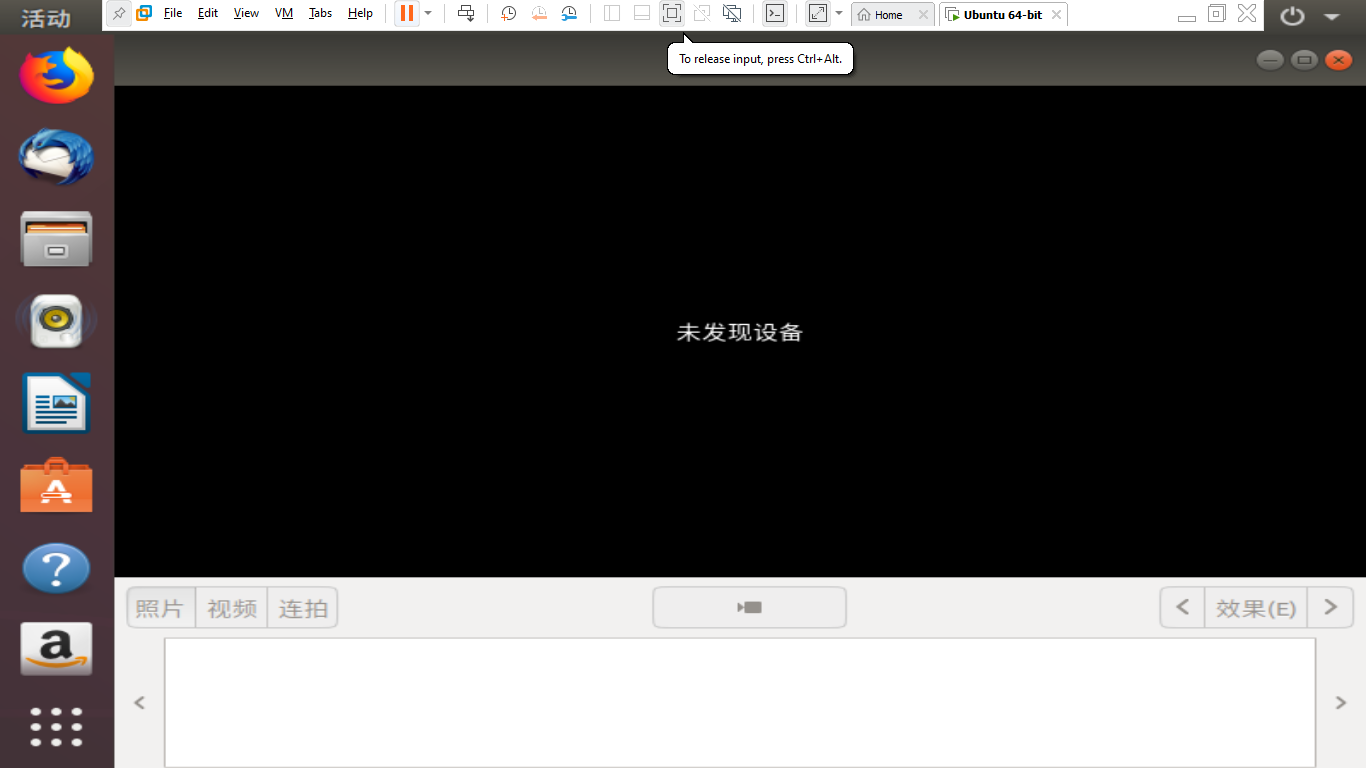 活动
File Edit View VM Tabs Help
Home
Ubuntu 64-bit
To release input, press Ctrl+Alt.
未发现设备
照片 视频 连拍
效果(E)